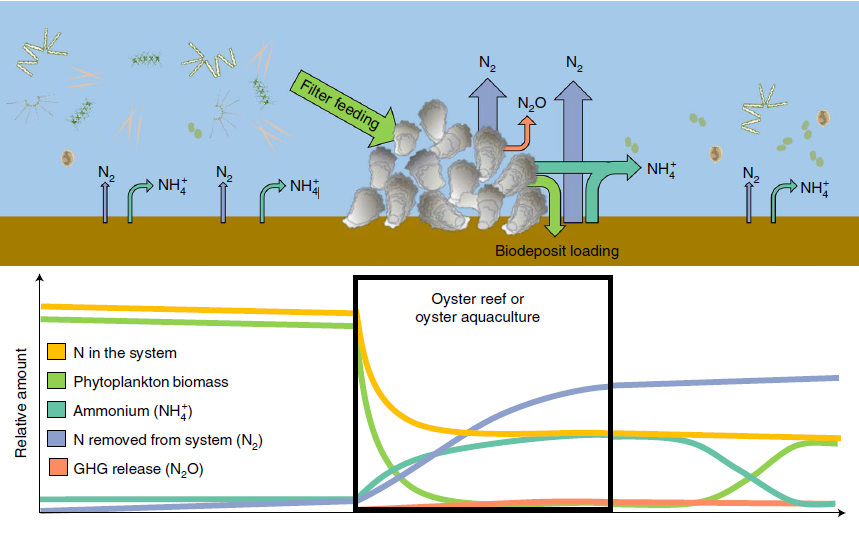 Filter feeding
N₂
N₂
N₂O
N₂
NH₄⁺
N₂
NH₄⁺
NH₄⁺
N₂
NH₄⁺
Biodeposit loading
Oyster reef or
oyster aquaculture
Relative amount
N in the system
Phytoplankton biomass
Ammonium (NH₄⁺)
N removed from system (N₂)
GHG release (N₂O)